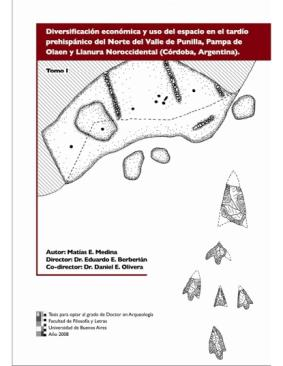 Diversificación económica y uso del espacio en el tardío
prehispánico del Norte del Valle de Punilla, Pampa de
Olaen y Llanura Noroccidental (Córdoba, Argentina).
Tomo I
Autor: Matías E. Medina
Director: Dr. Eduardo E. Berberián
Co-director: Dr. Daniel E. Olivera
Tesis para optar al grado de Doctor en Arqueología
Facultad de Filosofía y Letras
Universidad de Buenos Aires
Año 2008